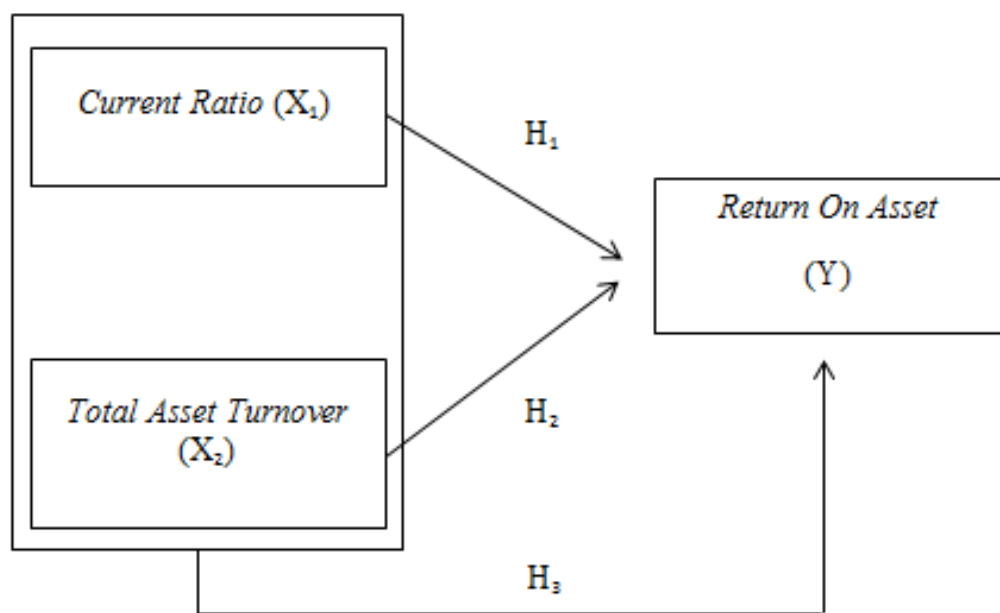 Current Ratio (X₁)
H₁
Return On Asset
(Y)
Total Asset Turnover
(X₂)
H₂
H₃